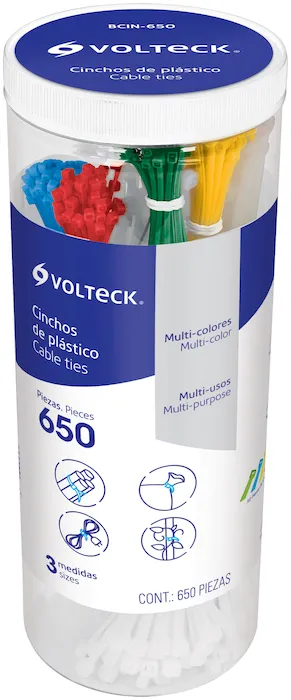 BCIN-650
VOLTECK®
Cinchos de plástico
Cable ties
VOLTECK®
Cinchos
de plástico
Cable ties
Multi-colores
Multi-color
Multi-usos
Multi-purpose
Piezas. Pieces
650
3 medidas
sizes
CONT.: 650 PIEZAS